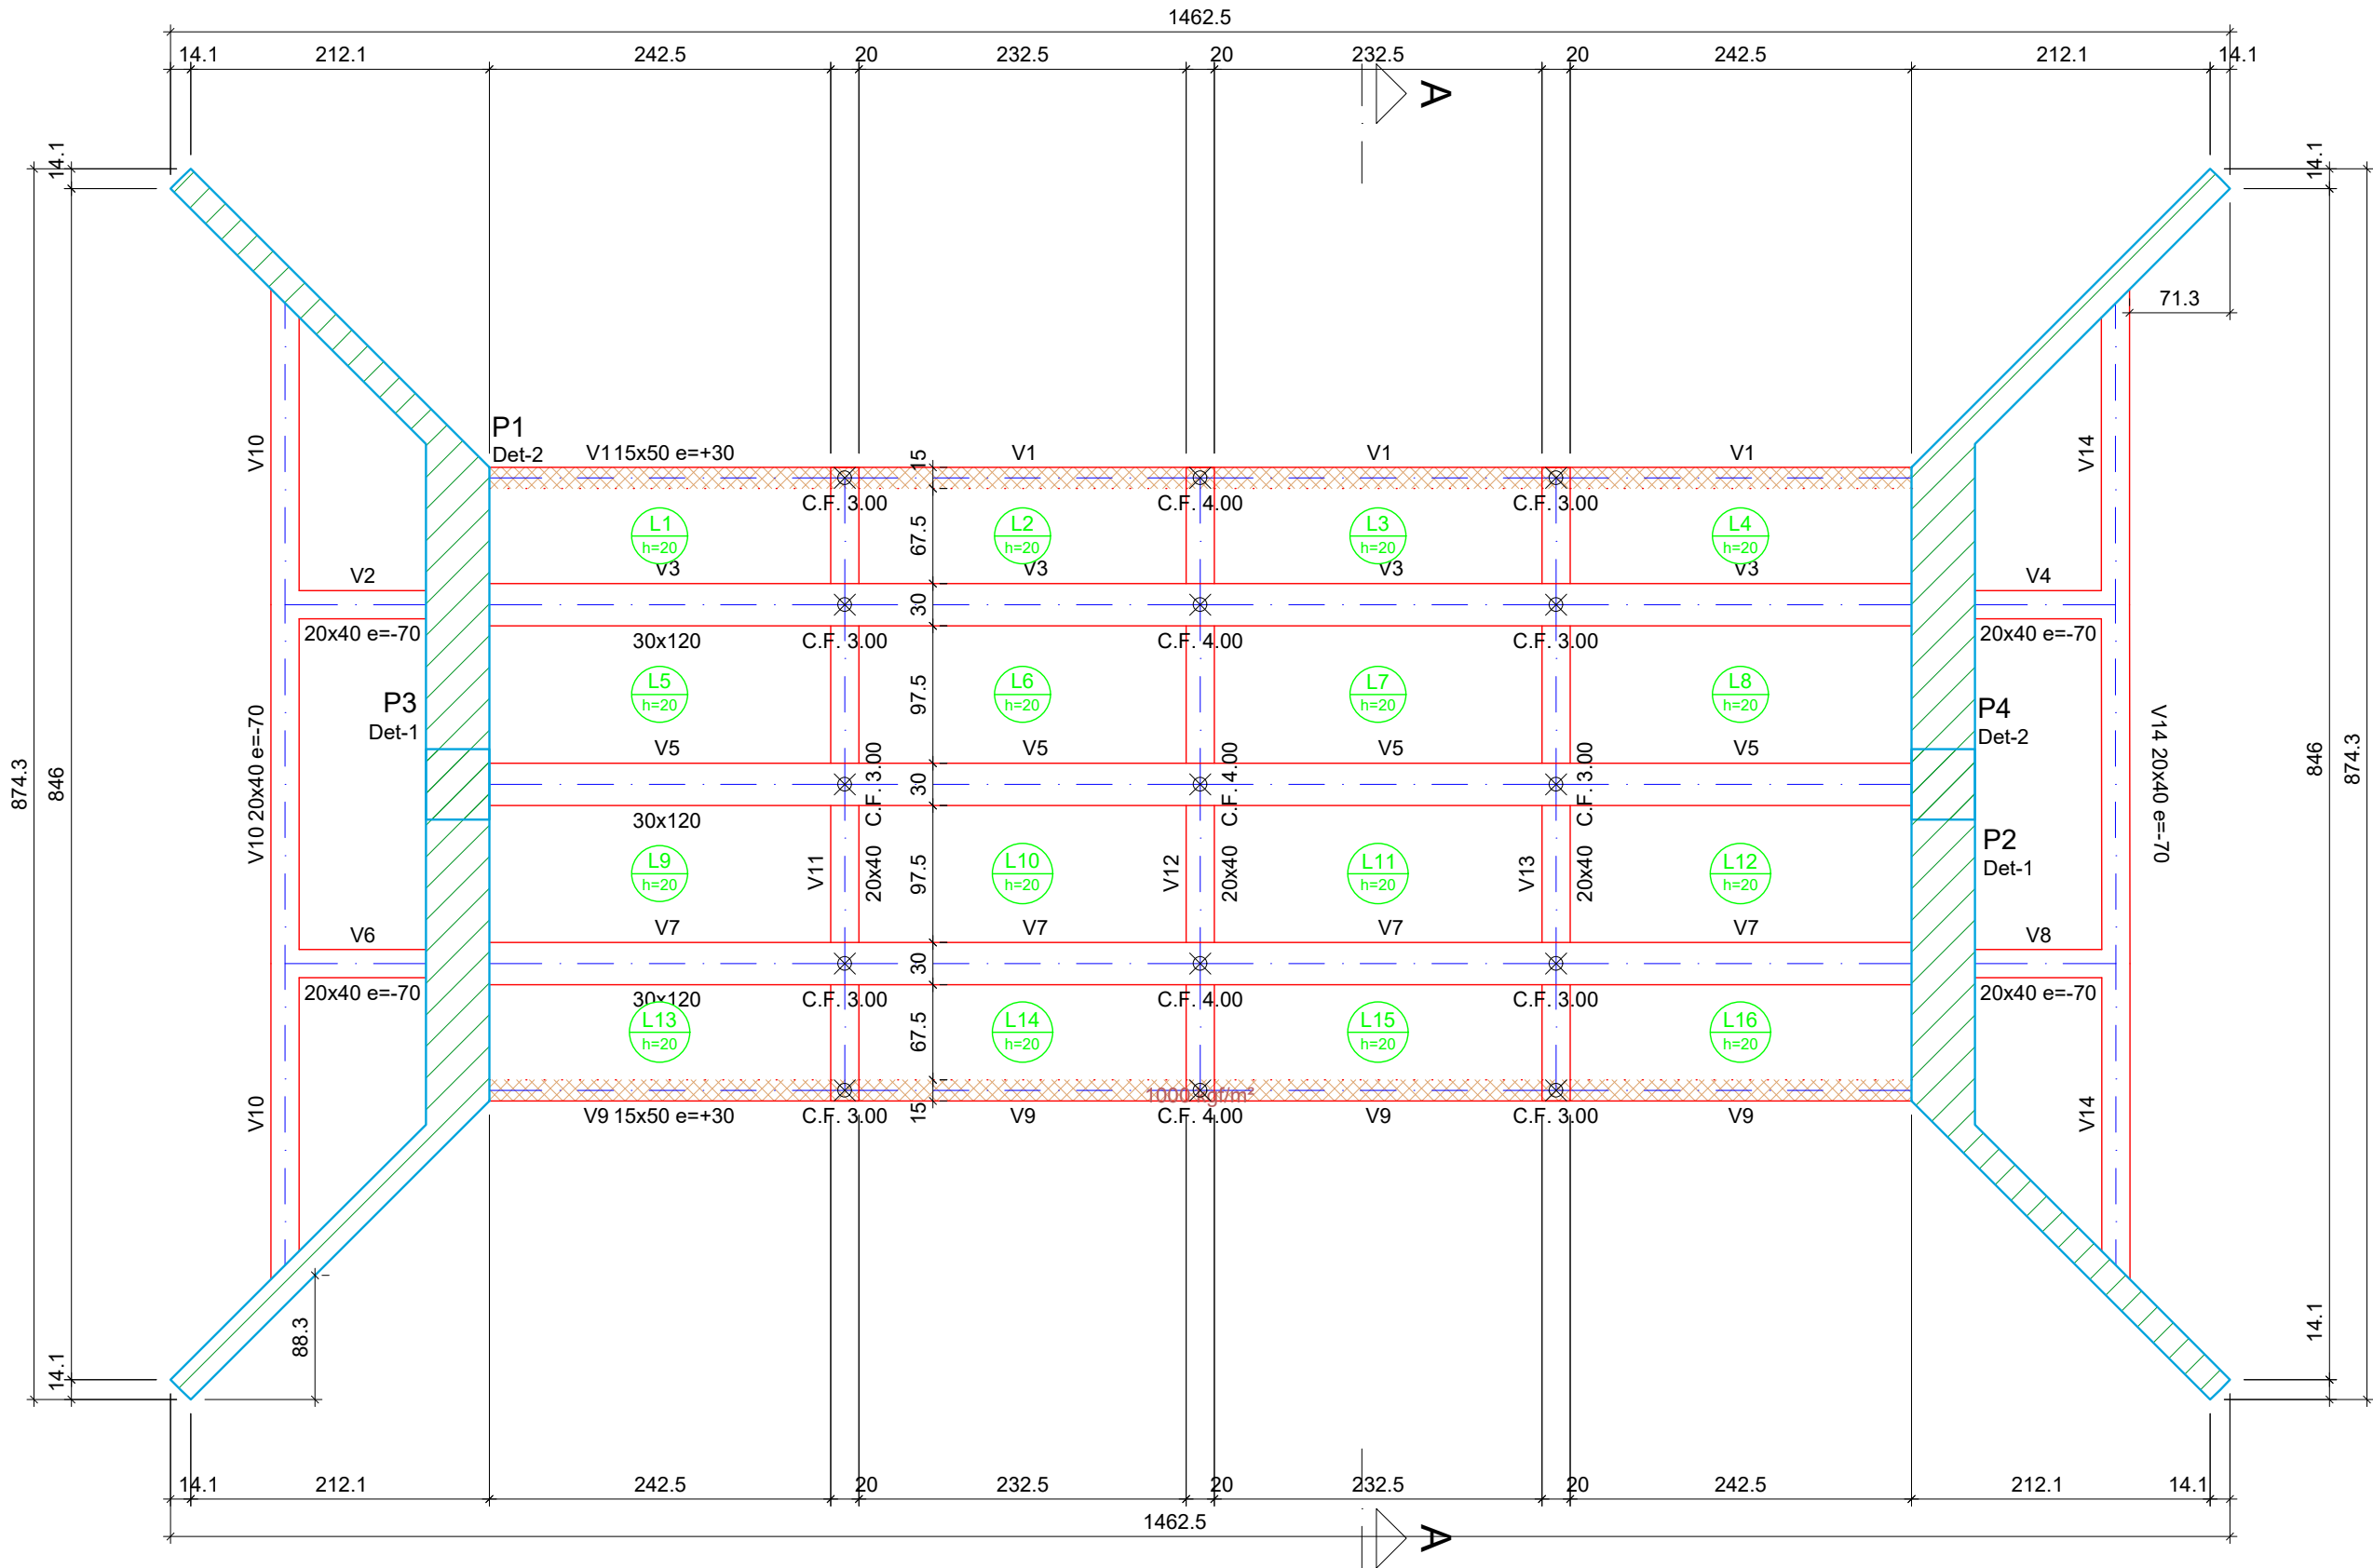 1462.5
14.1 212.1 242.5 20 232.5 20 232.5 20 242.5 212.1 14.1
A
14.1
14.1
71.3
P1
Det-2
V115x50 e=+30
V1
V1
V1
15
C.F. 3.00
C.F. 4.00
C.F. 3.00
V10
V14
L1
h=20
L2
h=20
L3
h=20
L4
h=20
67.5
V2
V3
V3
V3
V3
V4
20x40 e=-70
30
20x40 e=-70
30x120
C.F. 3.00
C.F. 4.00
C.F. 3.00
L5
h=20
L6
h=20
L7
h=20
L8
h=20
97.5
P3
Det-1
P4
Det-2
874.3
846
V10 20x40 e=-70
V14 20x40 e=-70
846
874.3
V5
V5
V5
V5
30
C.F. 3.00
C.F. 4.00
C.F. 3.00
30x120
P2
Det-1
L9
h=20
L10
h=20
L11
h=20
L12
h=20
V11
20x40
97.5
V12
20x40
V13
20x40
V6
V7
V7
V7
V7
V8
20x40 e=-70
30
20x40 e=-70
30x120
C.F. 3.00
C.F. 4.00
C.F. 3.00
L13
h=20
L14
h=20
L15
h=20
L16
h=20
67.5
V10
V14
1000 kgf/m²
V9 15x50 e=+30
C.F. 3.00
15
V9
C.F. 4.00
V9
C.F. 3.00
V9
88.3
14.1
14.1
14.1 212.1 242.5 20 232.5 20 232.5 20 242.5 212.1 14.1
1462.5
A